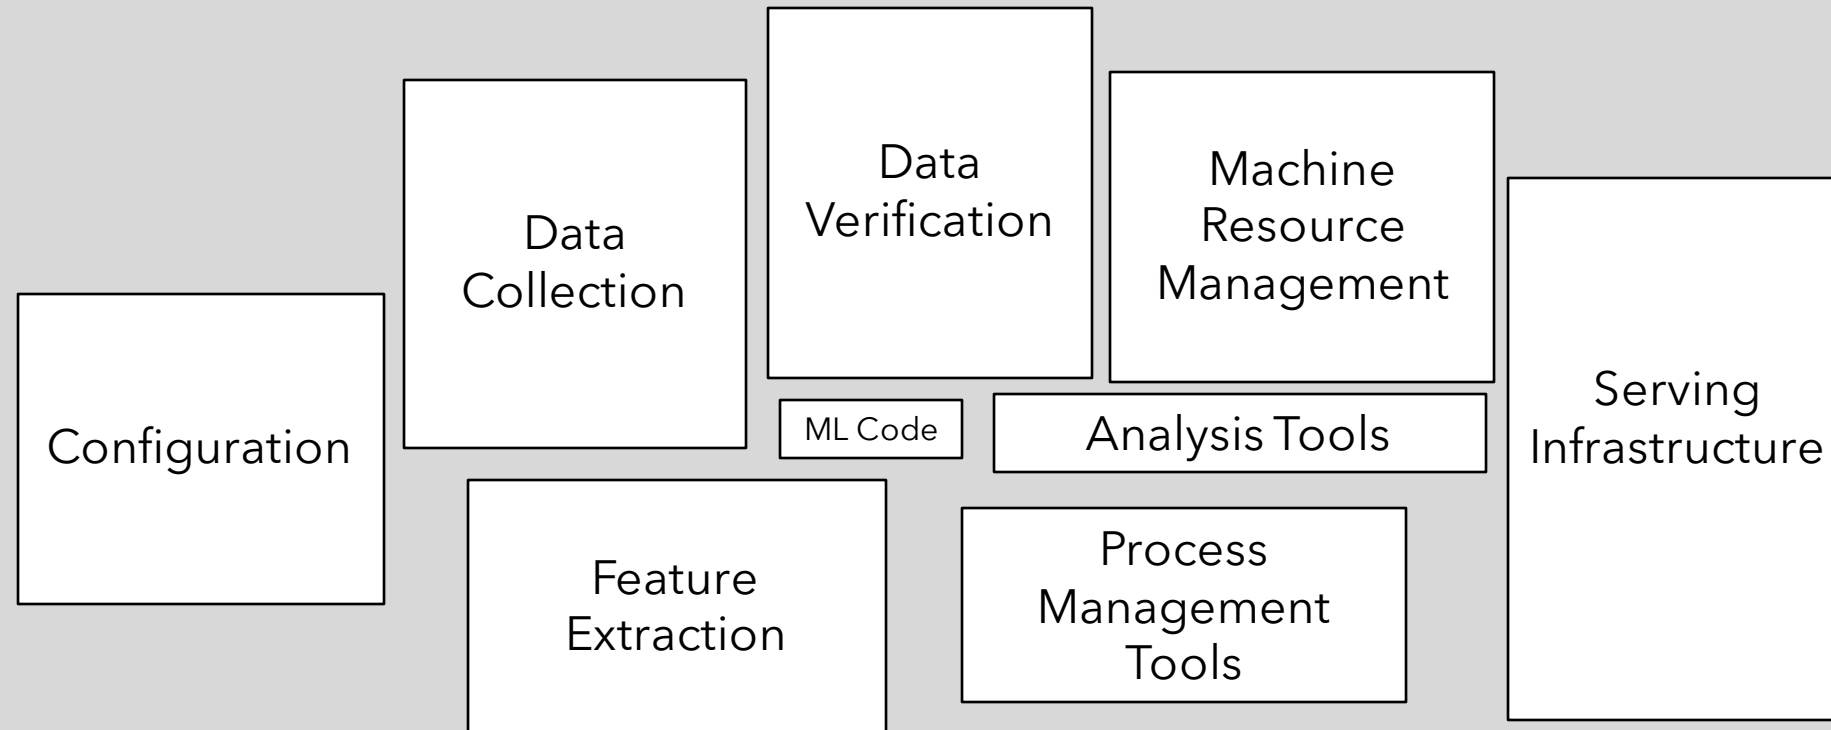 Configuration
Data
Collection
Data
Verification
Machine
Resource
Management
ML Code
Analysis Tools
Feature
Extraction
Process
Management
Tools
Serving
Infrastructure